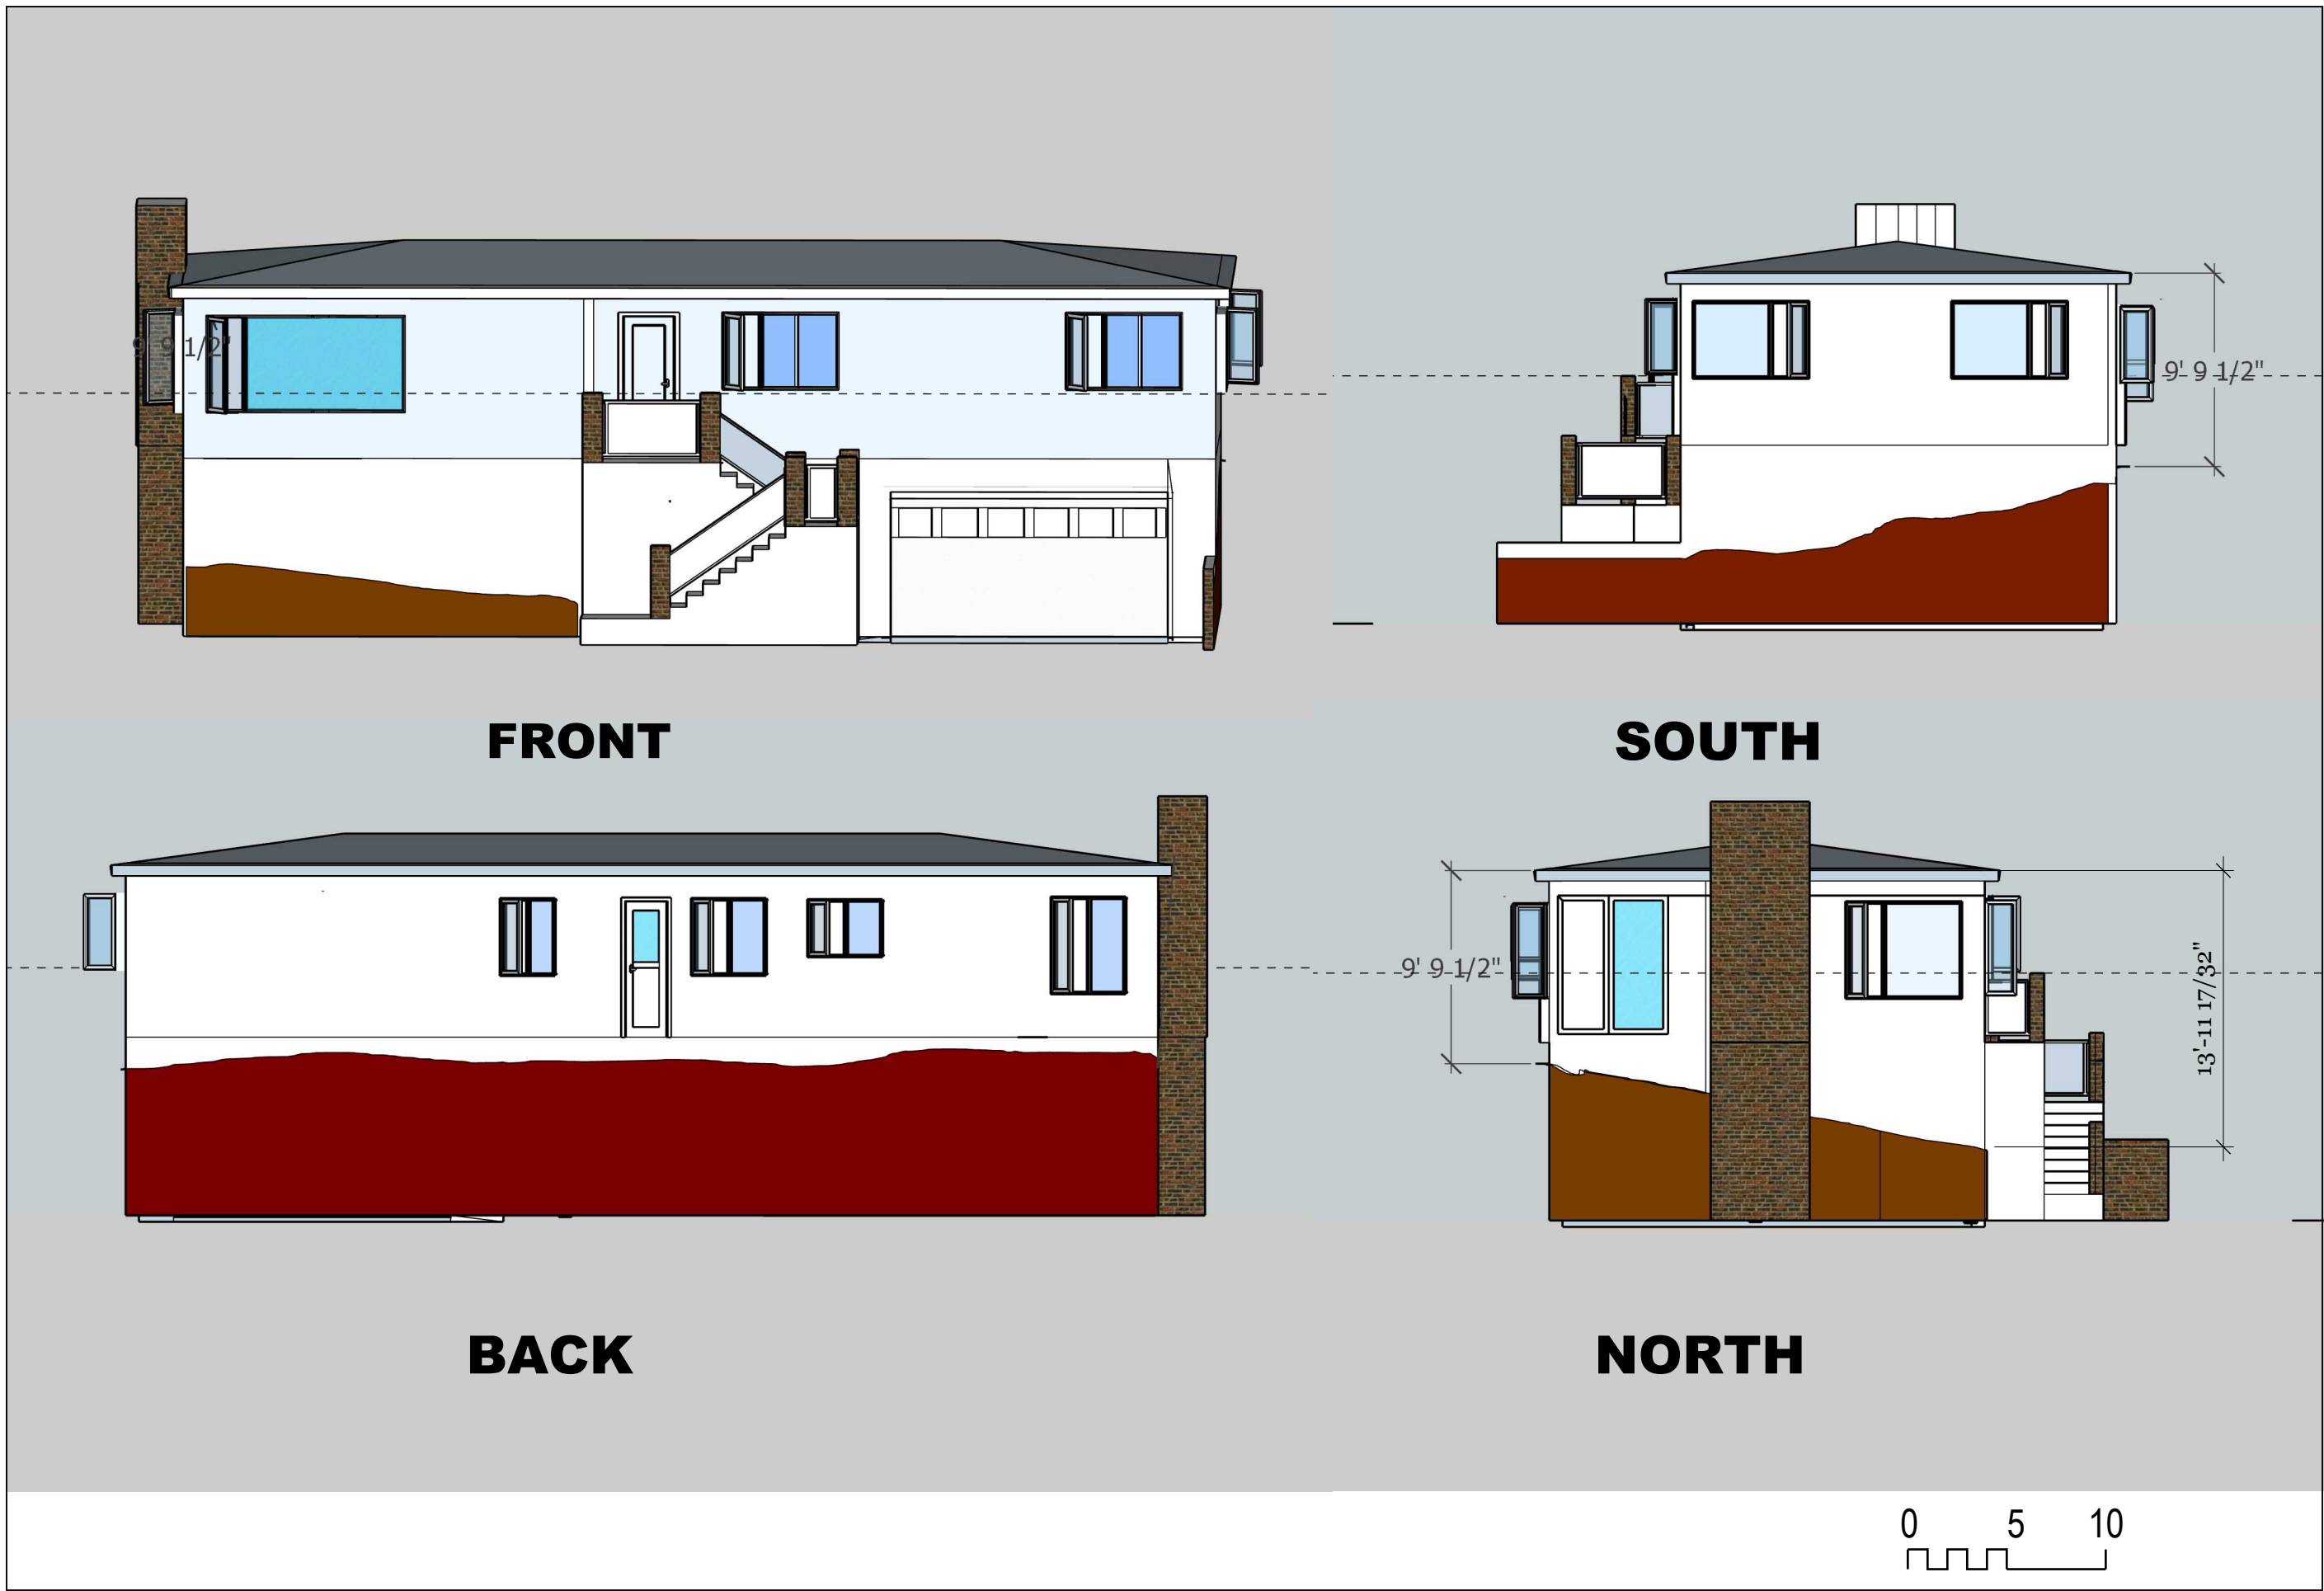 9' 9 1/2"
9' 9 1/2"
FRONT
SOUTH
9' 9 1/2"
13'-11 17/32"
BACK
NORTH
0 5 10